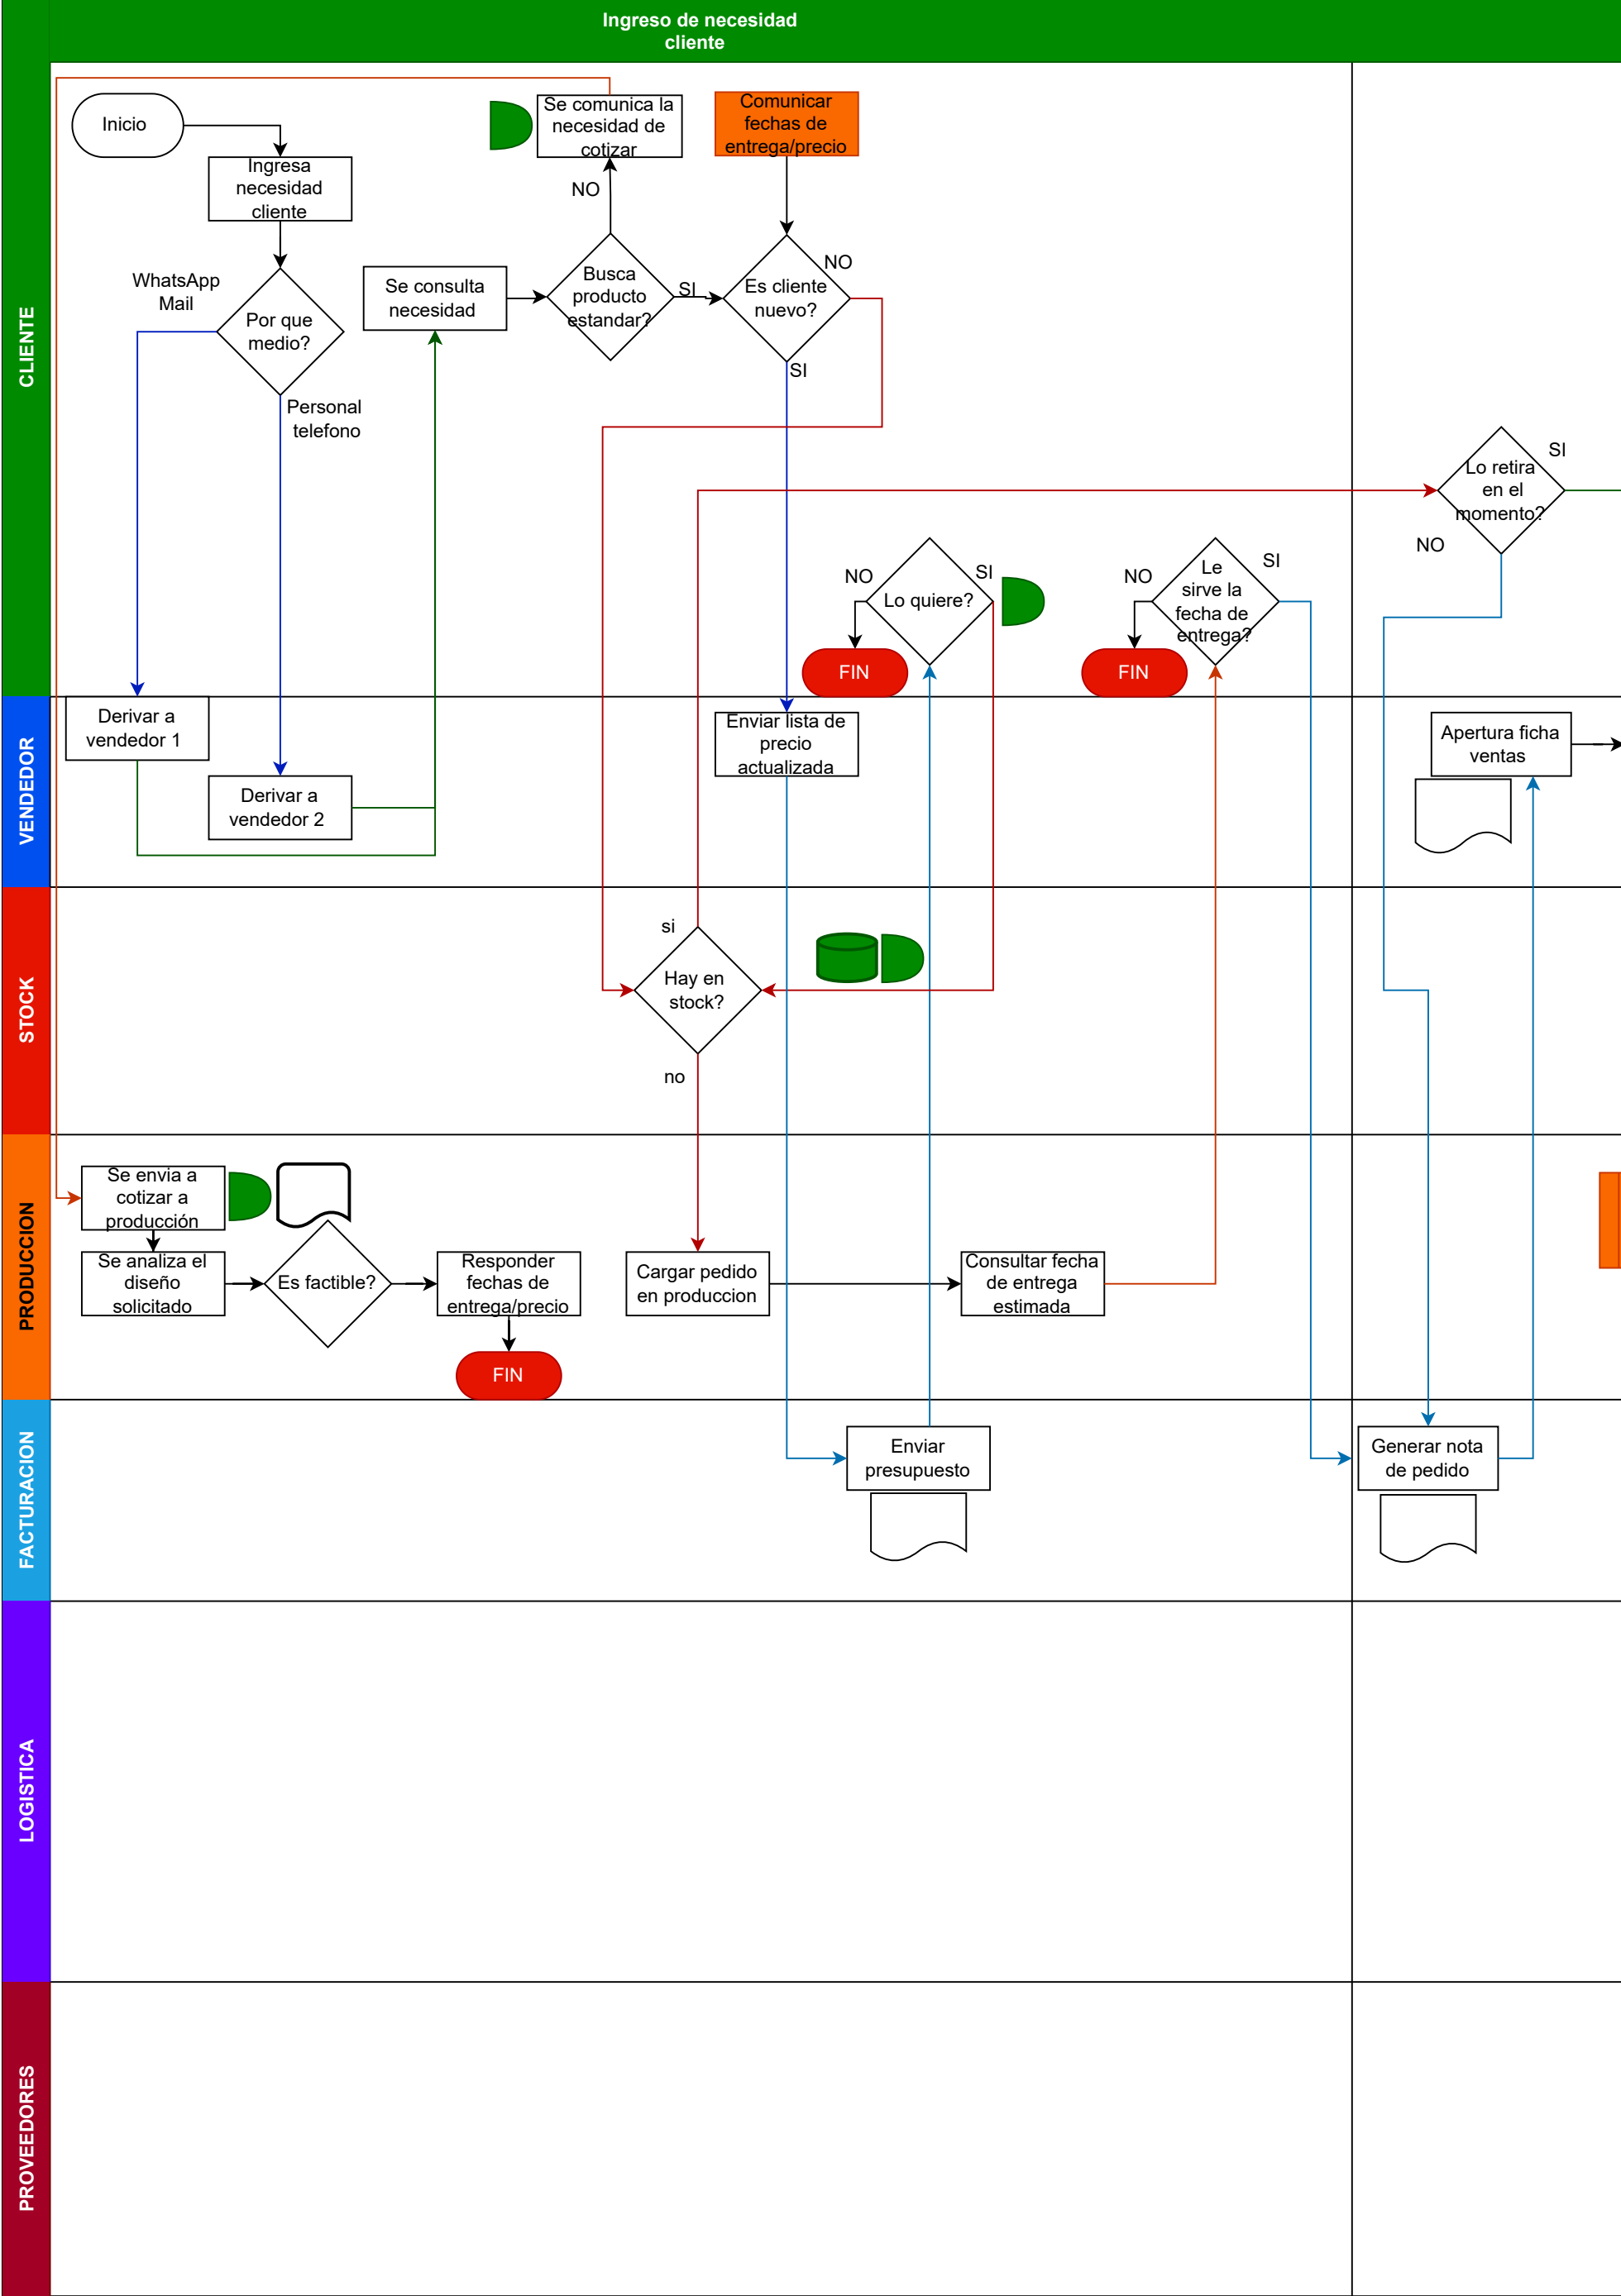 Ingreso de necesidad
cliente
CLIENTE
Inicio
Ingresa
necesidad
cliente
WhatsApp
Mail
Por que
medio?
Personal
telefono
Se consulta
necesidad
Se comunica la
necesidad de
cotizar
NO
Busca
producto
estandar?
SI
Comunicar
fechas de
entrega/precio
Es cliente
nuevo?
NO
SI
NO
Lo quiere?
SI
FIN
NO
Le
sirve la
fecha de
entrega?
SI
FIN
Lo retira
en el
momento?
SI
NO
VENDEDOR
Derivar a
vendedor 1
Derivar a
vendedor 2
Enviar lista de
precio
actualizada
Apertura ficha
ventas
STOCK
si
Hay en
stock?
no
PRODUCCION
Se envia a
cotizar a
producción
Se analiza el
diseño
solicitado
Es factible?
Responder
fechas de
entrega/precio
FIN
Cargar pedido
en produccion
Consultar fecha
de entrega
estimada
FACTURACION
Enviar
presupuesto
Generar nota
de pedido
LOGISTICA
PROVEEDORES